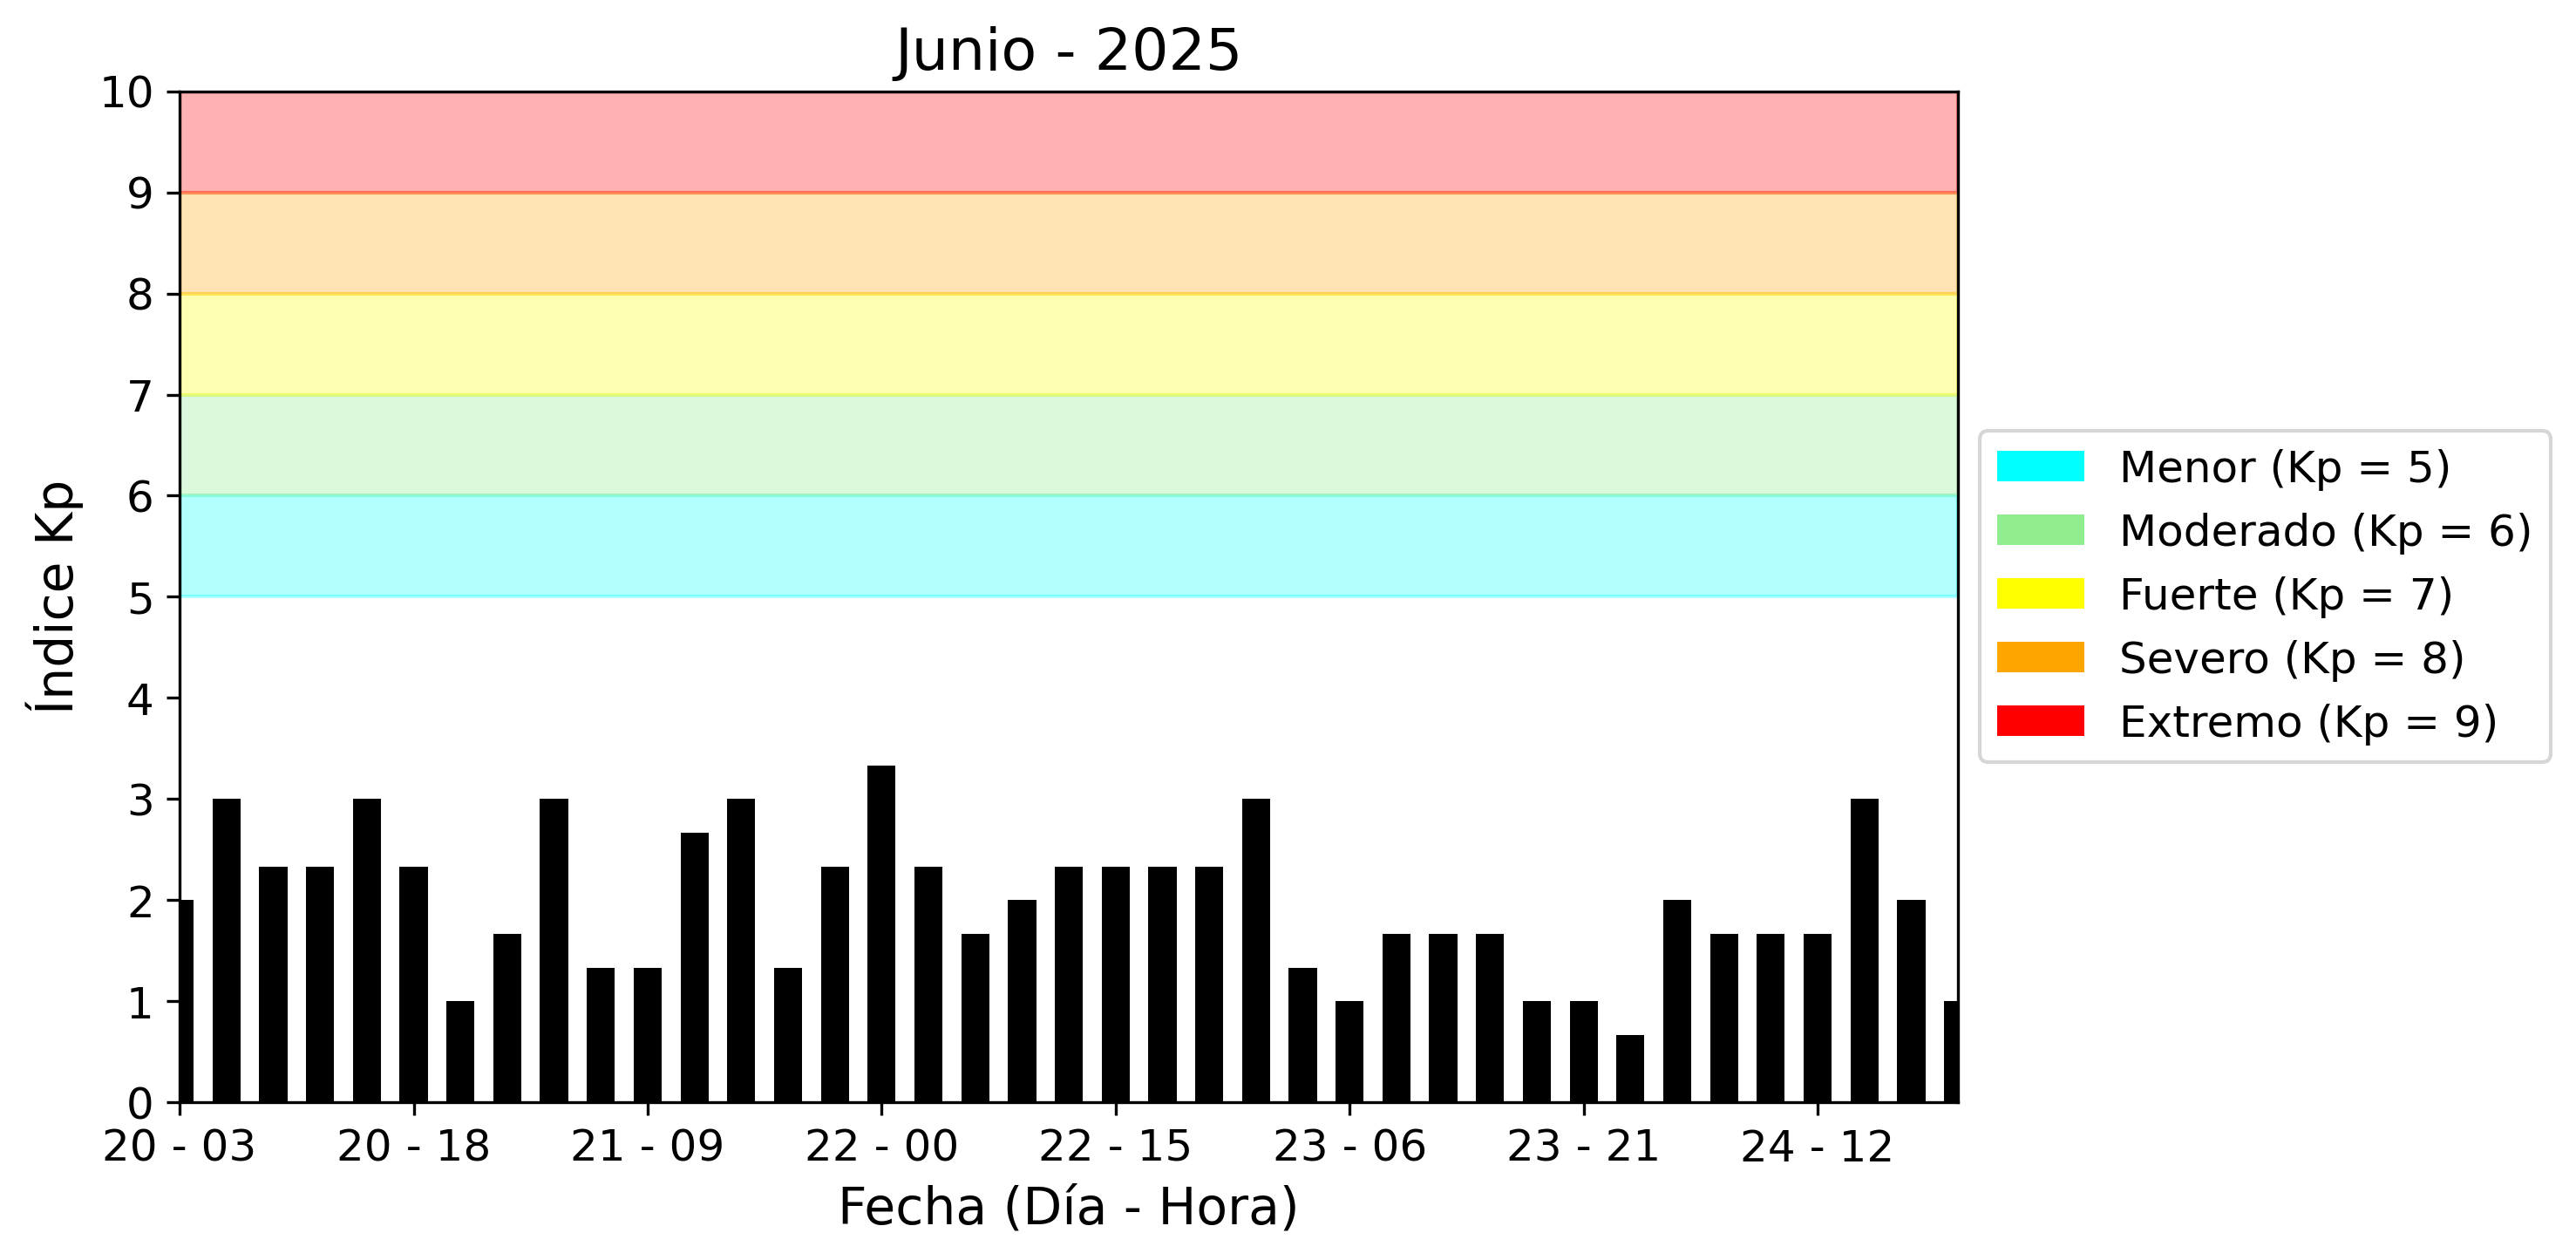 Junio - 2025
10
9
8
7
6
5
4
3
2
1
0
Índice Kp
20 - 03 20 - 18 21 - 09 22 - 00 22 - 15 23 - 06 23 - 21 24 - 12
Fecha (Día - Hora)
Menor (Kp = 5)
Moderado (Kp = 6)
Fuerte (Kp = 7)
Severo (Kp = 8)
Extremo (Kp = 9)